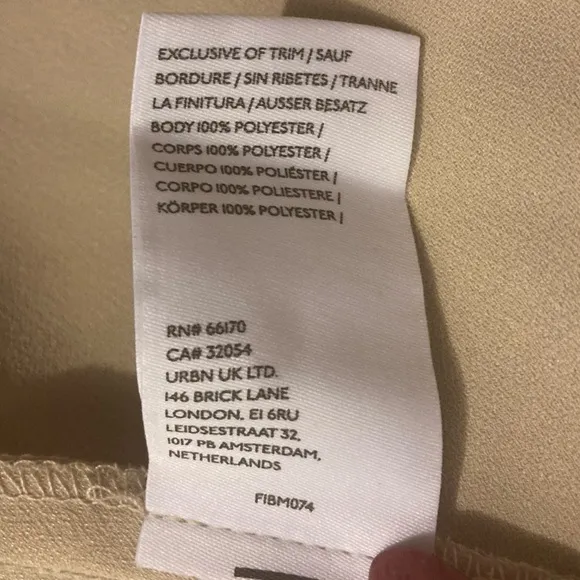 EXCLUSIVE OF TRIM / SAUF
BORDURE / SIN RIBETES / TRANNE
LA FINITURA / AUSSER BESATZ
BODY 100% POLYESTER /
CORPS 100% POLYESTER /
CUERPO 100% POLIÉSTER /
CORPO 100% POLIESTERE /
KÖRPER 100% POLYESTER /
RN# 66170
CA# 32054
URBN UK LTD.
146 BRICK LANE
LONDON, E1 6RU
LEIDSESTRAAT 32,
1017 PB AMSTERDAM,
NETHERLANDS
FIBM074